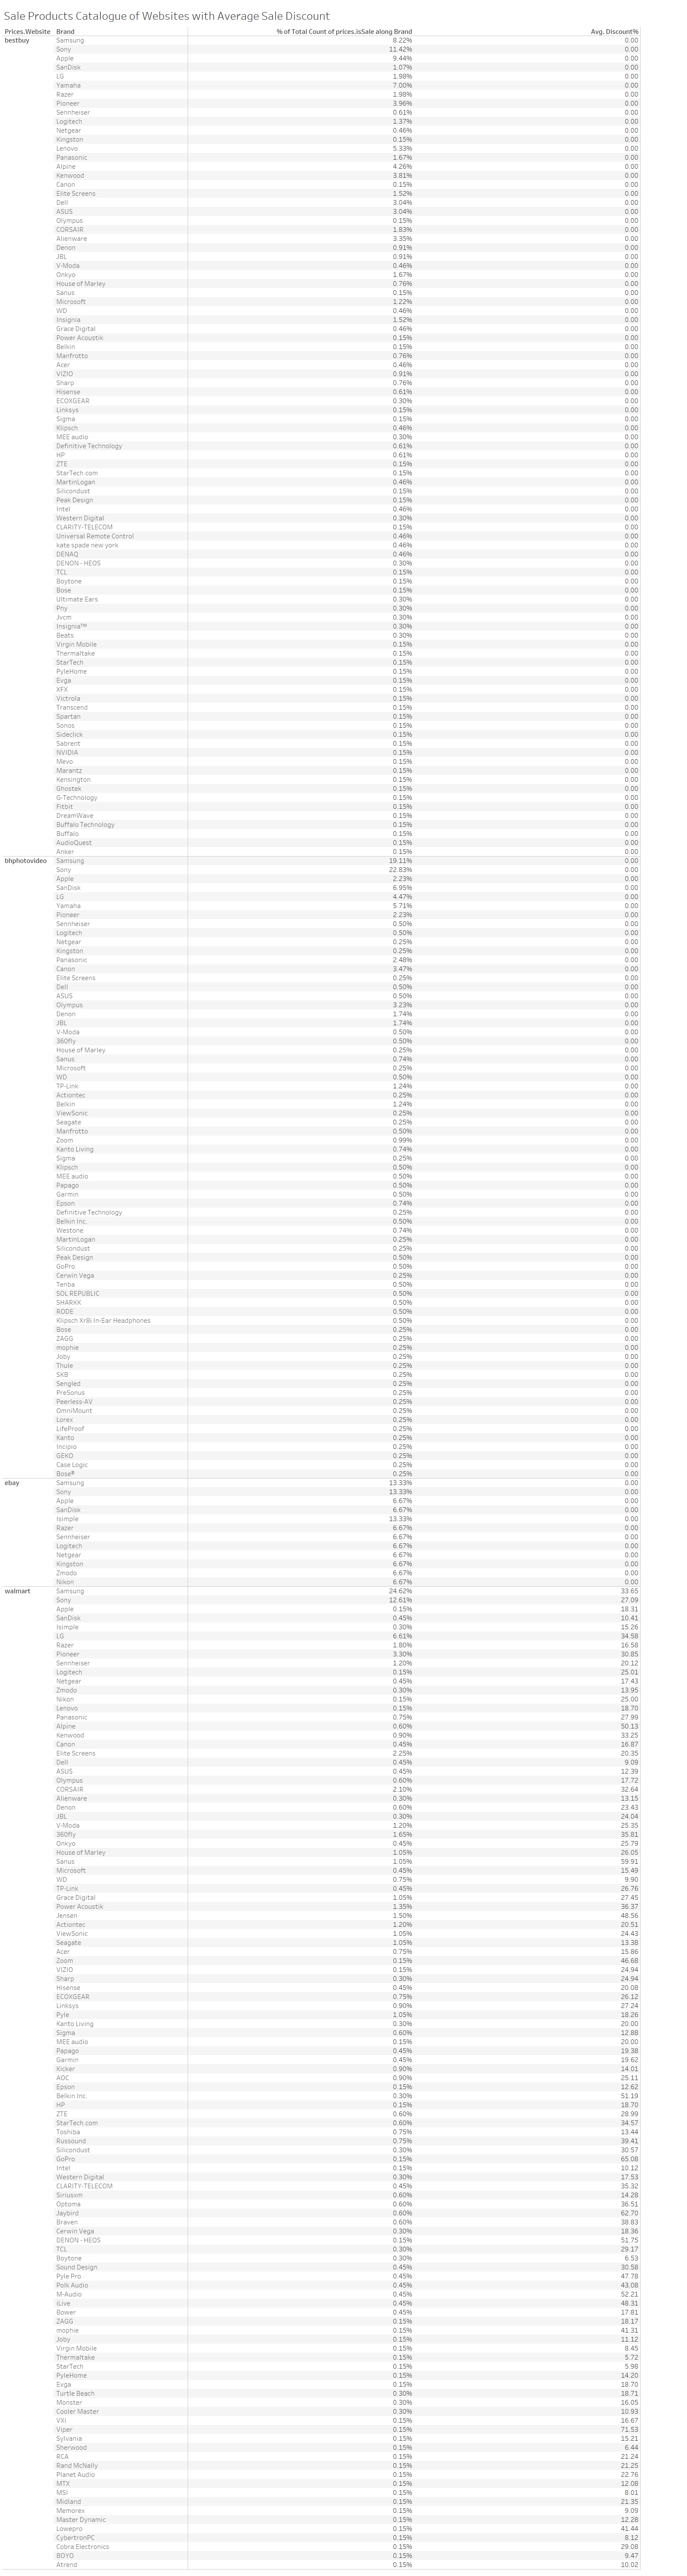 Sale Products Catalogue of Websites with Average Sale Discount
Prices.Website Brand % of Total Count of prices.isSale along Brand Avg. Discount%
bestbuy Samsung 8.22% 0.00
Sony 11.42% 0.00
Apple 9.44% 0.00
SanDisk 1.07% 0.00
LG 1.98% 0.00
Yamaha 7.00% 0.00
Razer 1.98% 0.00
Pioneer 3.96% 0.00
Sennheiser 0.61% 0.00
Logitech 1.37% 0.00
Netgear 0.46% 0.00
Kingston 0.15% 0.00
Lenovo 5.33% 0.00
Panasonic 1.67% 0.00
Alpine 4.26% 0.00
Kenwood 3.81% 0.00
Canon 0.15% 0.00
Elite Screens 1.52% 0.00
Dell 3.04% 0.00
ASUS 3.04% 0.00
Olympus 0.15% 0.00
CORSAIR 1.83% 0.00
Alienware 3.35% 0.00
Denon 0.91% 0.00
JBL 0.91% 0.00
V-Moda 0.46% 0.00
Onkyo 1.67% 0.00
House of Marley 0.76% 0.00
Sanus 0.15% 0.00
Microsoft 1.22% 0.00
WD 0.46% 0.00
Insignia 1.52% 0.00
Grace Digital 0.46% 0.00
Power Acoustik 0.15% 0.00
Belkin 0.15% 0.00
Manfrotto 0.76% 0.00
Acer 0.46% 0.00
VIZIO 0.91% 0.00
Sharp 0.76% 0.00
Hisense 0.61% 0.00
ECOXGEAR 0.30% 0.00
Linksys 0.15% 0.00
Sigma 0.15% 0.00
Klipsch 0.46% 0.00
MEE audio 0.30% 0.00
Definitive Technology 0.61% 0.00
HP 0.61% 0.00
ZTE 0.15% 0.00
StarTech.com 0.15% 0.00
MartinLogan 0.46% 0.00
Silicondust 0.15% 0.00
Peak Design 0.15% 0.00
Intel 0.46% 0.00
Western Digital 0.30% 0.00
CLARITY-TELECOM 0.15% 0.00
Universal Remote Control 0.46% 0.00
kate spade new york 0.46% 0.00
DENAQ 0.46% 0.00
DENON - HEOS 0.30% 0.00
TCL 0.15% 0.00
Boytone 0.15% 0.00
Bose 0.15% 0.00
Ultimate Ears 0.30% 0.00
Pny 0.30% 0.00
Jvcm 0.30% 0.00
Insignia™ 0.30% 0.00
Beats 0.30% 0.00
Virgin Mobile 0.15% 0.00
Thermaltake 0.15% 0.00
StarTech 0.15% 0.00
PyleHome 0.15% 0.00
Evga 0.15% 0.00
XFX 0.15% 0.00
Victrola 0.15% 0.00
Transcend 0.15% 0.00
Spartan 0.15% 0.00
Sonos 0.15% 0.00
Sideclick 0.15% 0.00
Sabrent 0.15% 0.00
NVIDIA 0.15% 0.00
Mevo 0.15% 0.00
Marantz 0.15% 0.00
Kensington 0.15% 0.00
Ghostek 0.15% 0.00
G-Technology 0.15% 0.00
Fitbit 0.15% 0.00
DreamWave 0.15% 0.00
Buffalo Technology 0.15% 0.00
Buffalo 0.15% 0.00
AudioQuest 0.15% 0.00
Anker 0.15% 0.00
bhphotovideo Samsung 19.11% 0.00
Sony 22.83% 0.00
Apple 2.23% 0.00
SanDisk 6.95% 0.00
LG 4.47% 0.00
Yamaha 5.71% 0.00
Pioneer 2.23% 0.00
Sennheiser 0.50% 0.00
Logitech 0.50% 0.00
Netgear 0.25% 0.00
Kingston 0.25% 0.00
Panasonic 2.48% 0.00
Canon 3.47% 0.00
Elite Screens 0.25% 0.00
Dell 0.50% 0.00
ASUS 0.50% 0.00
Olympus 3.23% 0.00
Denon 1.74% 0.00
JBL 1.74% 0.00
V-Moda 0.50% 0.00
360fly 0.50% 0.00
House of Marley 0.25% 0.00
Sanus 0.74% 0.00
Microsoft 0.25% 0.00
WD 0.50% 0.00
TP-Link 1.24% 0.00
Actiontec 0.25% 0.00
Belkin 1.24% 0.00
ViewSonic 0.25% 0.00
Seagate 0.25% 0.00
Manfrotto 0.50% 0.00
Zoom 0.99% 0.00
Kanto Living 0.74% 0.00
Sigma 0.25% 0.00
Klipsch 0.50% 0.00
MEE audio 0.50% 0.00
Papago 0.50% 0.00
Garmin 0.50% 0.00
Epson 0.74% 0.00
Definitive Technology 0.25% 0.00
Belkin Inc. 0.50% 0.00
Westone 0.74% 0.00
MartinLogan 0.25% 0.00
Silicondust 0.25% 0.00
Peak Design 0.50% 0.00
GoPro 0.50% 0.00
Cerwin Vega 0.25% 0.00
Tenba 0.50% 0.00
SOL REPUBLIC 0.50% 0.00
SHARKK 0.50% 0.00
RODE 0.50% 0.00
Klipsch Xr8i In-Ear Headphones 0.50% 0.00
Bose 0.25% 0.00
ZAGG 0.25% 0.00
mophie 0.25% 0.00
Joby 0.25% 0.00
Thule 0.25% 0.00
SKB 0.25% 0.00
Sengled 0.25% 0.00
PreSonus 0.25% 0.00
Peerless-AV 0.25% 0.00
OmniMount 0.25% 0.00
Lorex 0.25% 0.00
LifeProof 0.25% 0.00
Kanto 0.25% 0.00
Incipio 0.25% 0.00
GEKO 0.25% 0.00
Case Logic 0.25% 0.00
Bose® 0.25% 0.00
ebay Samsung 13.33% 0.00
Sony 13.33% 0.00
Apple 6.67% 0.00
SanDisk 6.67% 0.00
Isimple 13.33% 0.00
Razer 6.67% 0.00
Sennheiser 6.67% 0.00
Logitech 6.67% 0.00
Netgear 6.67% 0.00
Kingston 6.67% 0.00
Zmodo 6.67% 0.00
Nikon 6.67% 0.00
walmart Samsung 24.62% 33.65
Sony 12.61% 27.09
Apple 0.15% 18.31
SanDisk 0.45% 10.41
Isimple 0.30% 15.26
LG 6.61% 34.58
Razer 1.80% 16.58
Pioneer 3.30% 30.85
Sennheiser 1.20% 20.12
Logitech 0.15% 25.01
Netgear 0.45% 17.43
Zmodo 0.30% 13.95
Nikon 0.15% 25.00
Lenovo 0.15% 18.70
Panasonic 0.75% 27.99
Alpine 0.60% 50.13
Kenwood 0.90% 33.25
Canon 0.45% 16.87
Elite Screens 2.25% 20.35
Dell 0.45% 9.09
ASUS 0.45% 12.39
Olympus 0.60% 17.72
CORSAIR 2.10% 32.64
Alienware 0.30% 13.15
Denon 0.60% 23.43
JBL 0.30% 24.04
V-Moda 1.20% 25.35
360fly 1.65% 35.81
Onkyo 0.45% 25.79
House of Marley 1.05% 26.05
Sanus 1.05% 59.91
Microsoft 0.45% 15.49
WD 0.75% 9.90
TP-Link 0.45% 26.76
Grace Digital 1.05% 27.45
Power Acoustik 1.35% 36.37
Jensen 1.50% 48.56
Actiontec 1.20% 20.51
ViewSonic 1.05% 24.43
Seagate 1.05% 13.38
Acer 0.75% 15.86
Zoom 0.15% 46.68
VIZIO 0.15% 24.94
Sharp 0.30% 24.94
Hisense 0.45% 20.08
ECOXGEAR 0.75% 26.12
Linksys 0.90% 27.24
Pyle 1.05% 18.26
Kanto Living 0.30% 20.00
Sigma 0.60% 12.88
MEE audio 0.15% 20.00
Papago 0.45% 19.38
Garmin 0.45% 19.62
Kicker 0.90% 14.01
AOC 0.90% 25.11
Epson 0.15% 12.62
Belkin Inc. 0.30% 51.19
HP 0.15% 18.70
ZTE 0.60% 28.99
StarTech.com 0.60% 34.57
Toshiba 0.75% 13.44
Russound 0.75% 39.41
Silicondust 0.30% 30.57
GoPro 0.15% 65.08
Intel 0.15% 10.12
Western Digital 0.30% 17.53
CLARITY-TELECOM 0.45% 35.32
Siriusxm 0.60% 14.28
Optoma 0.60% 36.51
Jaybird 0.60% 62.70
Braven 0.60% 38.83
Cerwin Vega 0.30% 18.36
DENON - HEOS 0.15% 51.75
TCL 0.30% 29.17
Boytone 0.30% 6.53
Sound Design 0.45% 30.58
Pyle Pro 0.45% 47.78
Polk Audio 0.45% 43.08
M-Audio 0.45% 52.21
iLive 0.45% 48.31
Bower 0.45% 17.81
ZAGG 0.15% 18.17
mophie 0.15% 41.31
Joby 0.15% 11.12
Virgin Mobile 0.15% 8.45
Thermaltake 0.15% 5.72
StarTech 0.15% 5.98
PyleHome 0.15% 14.20
Evga 0.15% 18.70
Turtle Beach 0.30% 18.71
Monster 0.30% 16.05
Cooler Master 0.30% 10.93
VXi 0.15% 16.67
Viper 0.15% 71.53
Sylvania 0.15% 15.21
Sherwood 0.15% 6.44
RCA 0.15% 21.24
Rand McNally 0.15% 21.25
Planet Audio 0.15% 22.76
MTX 0.15% 12.08
MSI 0.15% 8.01
Midland 0.15% 21.35
Memorex 0.15% 9.09
Master Dynamic 0.15% 12.28
Lowepro 0.15% 41.44
CybertronPC 0.15% 8.12
Cobra Electronics 0.15% 29.08
BOYO 0.15% 9.47
Atrend 0.15% 10.02